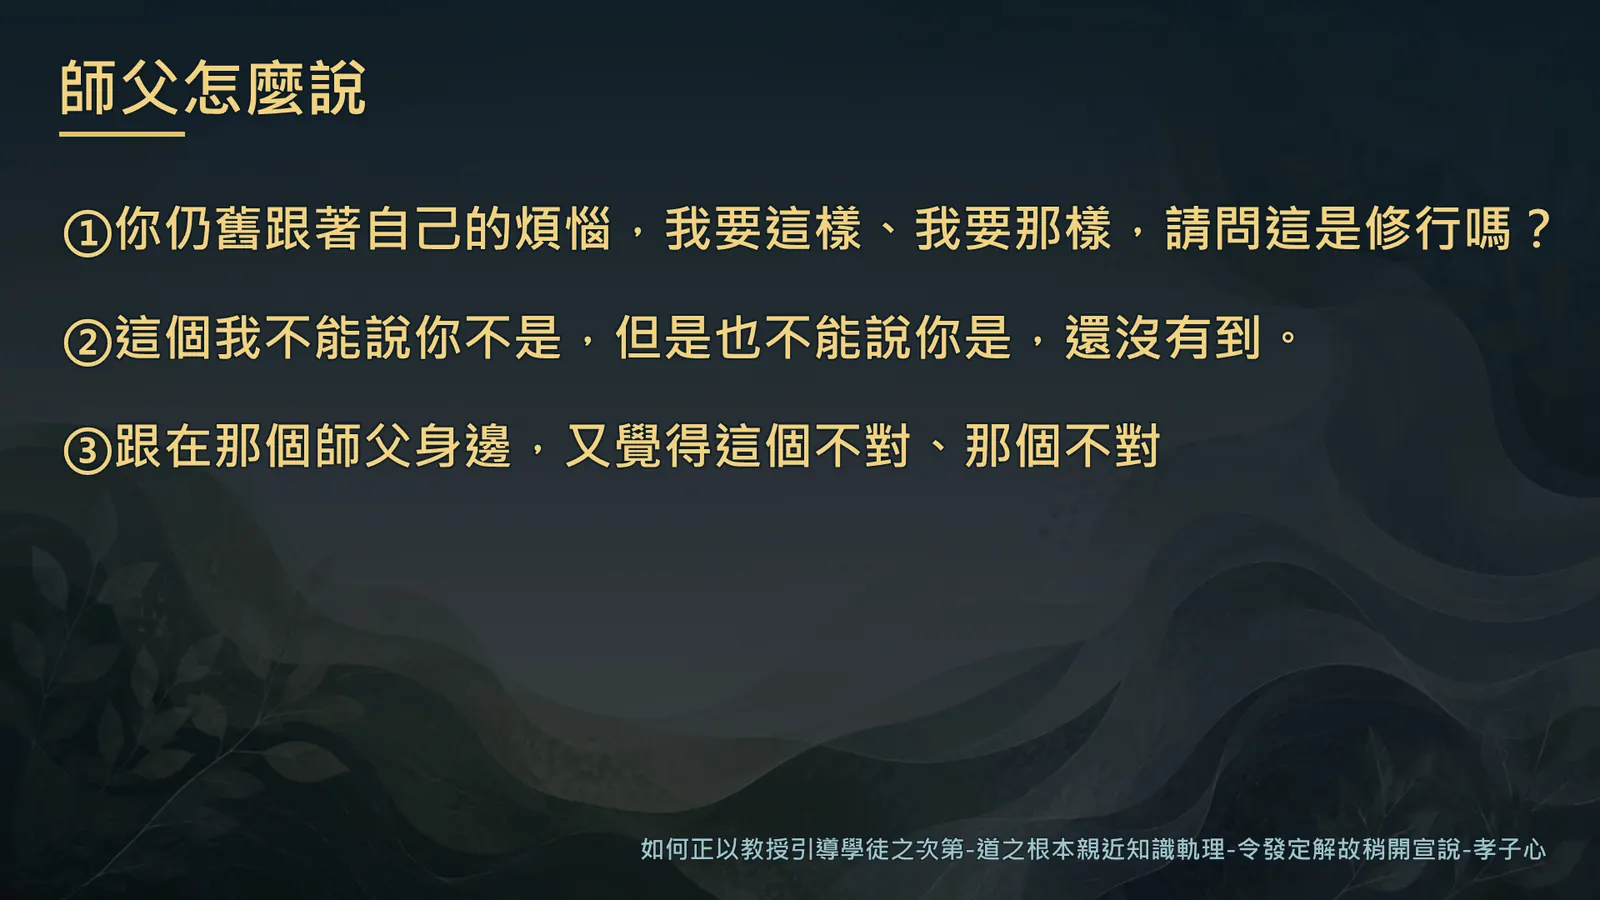 師父怎麼說
①你仍舊跟著自己的煩惱，我要這樣、我要那樣，請問這是修行嗎？
②這個我不能說你不是，但是也不能說你是，還沒有到。
③跟在那個師父身邊，又覺得這個不對、那個不對
如何正以教授引導學徒之次第-道之根本親近知識軌理-令發定解故稍開宣說-孝子心